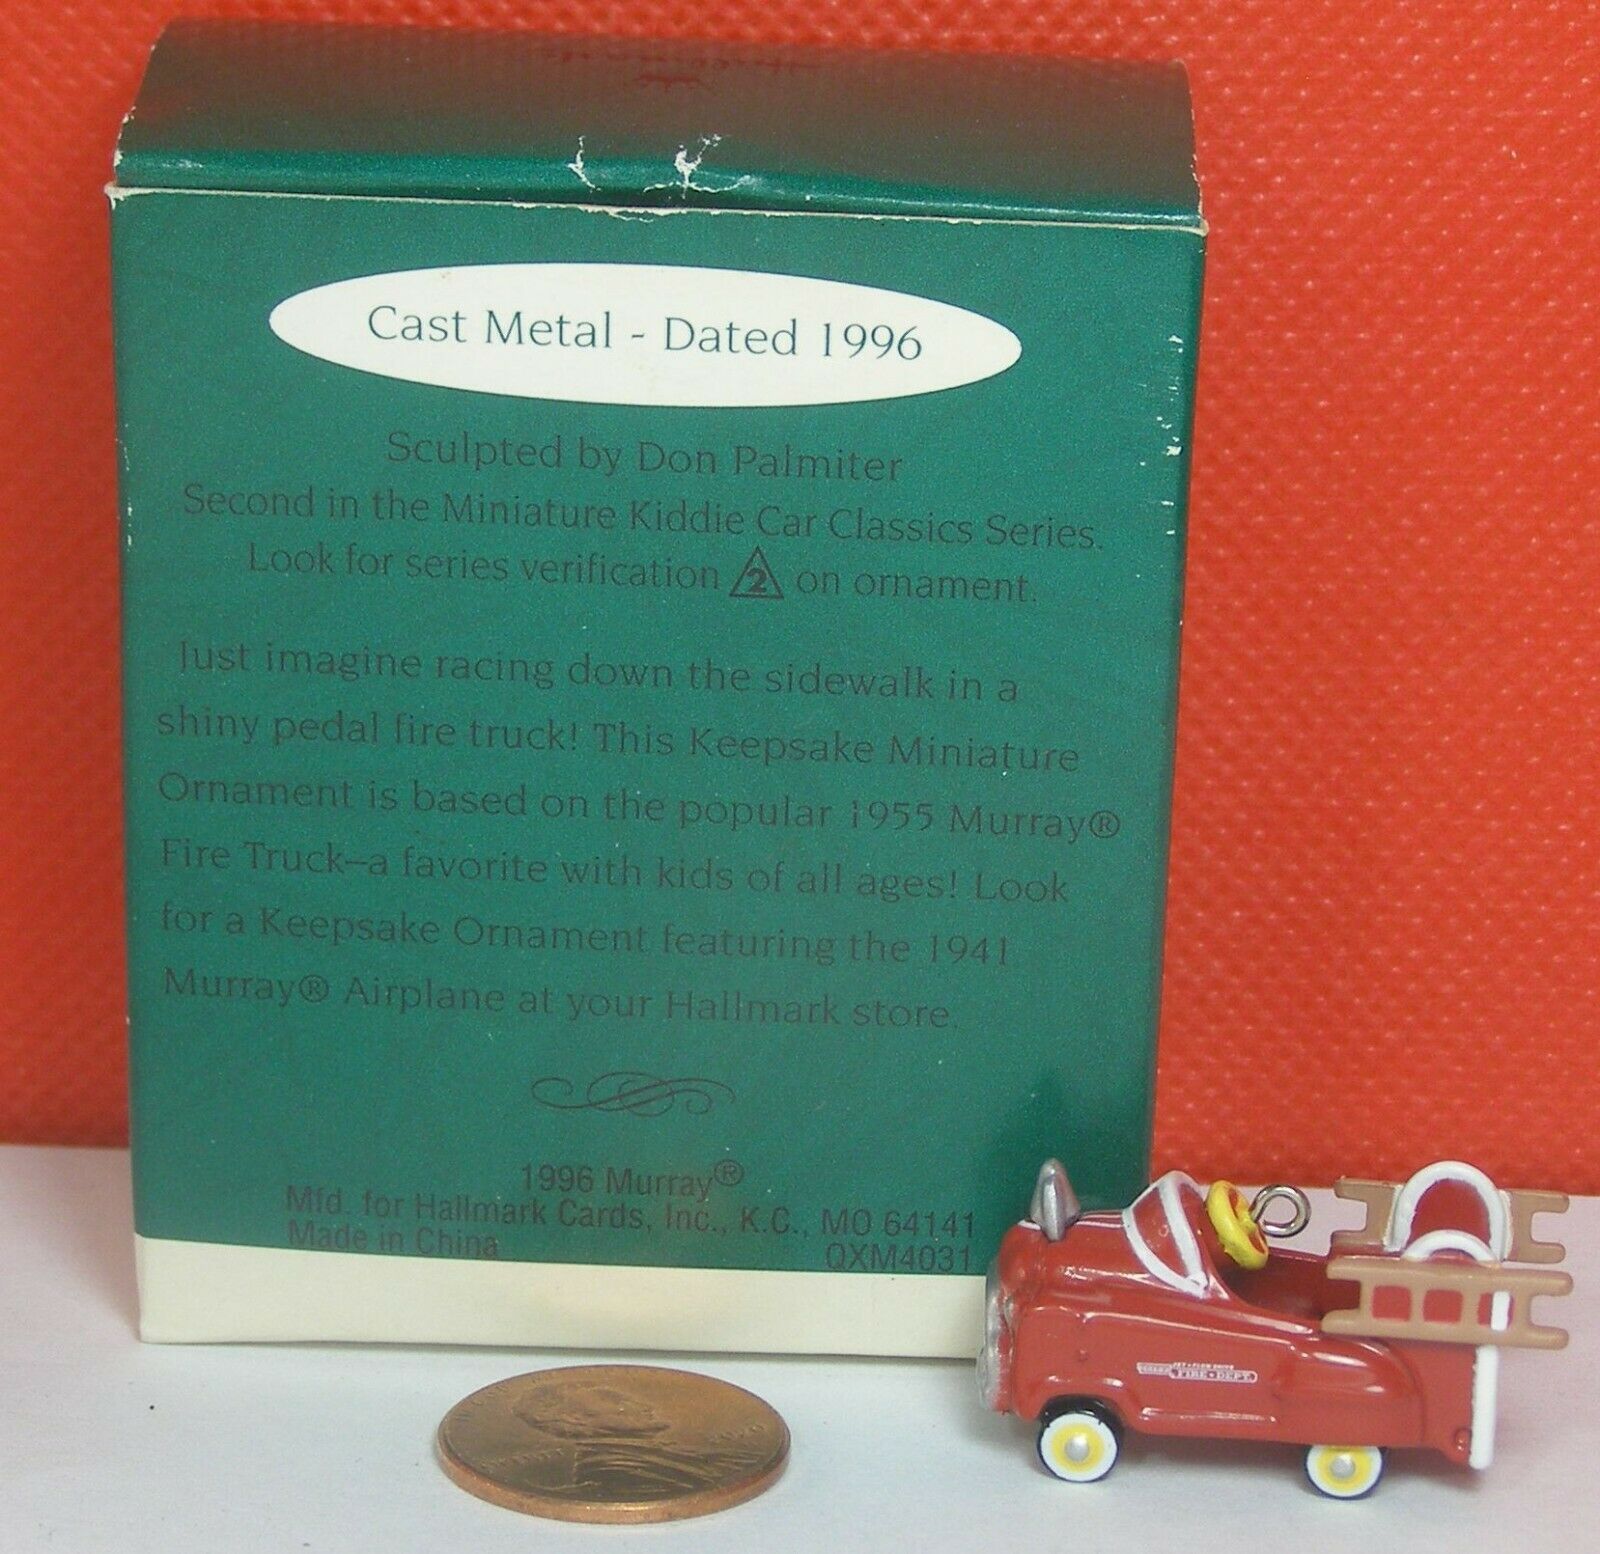 Hallmark
Cast Metal - Dated 1996
Sculpted by Don Palmiter
Second in the Miniature Kiddie Car Classics Series.
Look for series verification 2 on ornament.
Just imagine racing down the sidewalk in a
shiny pedal fire truck! This Keepsake Miniature
Ornament is based on the popular 1955 Murray®
Fire Truck–a favorite with kids of all ages! Look
for a Keepsake Ornament featuring the 1941
Murray® Airplane at your Hallmark store.
1996 Murray®
Mfd. for Hallmark Cards, Inc., K.C., MO 64141
Made in China QXM4031
JET • FLOW DRIVE
FIRE • DEPT.